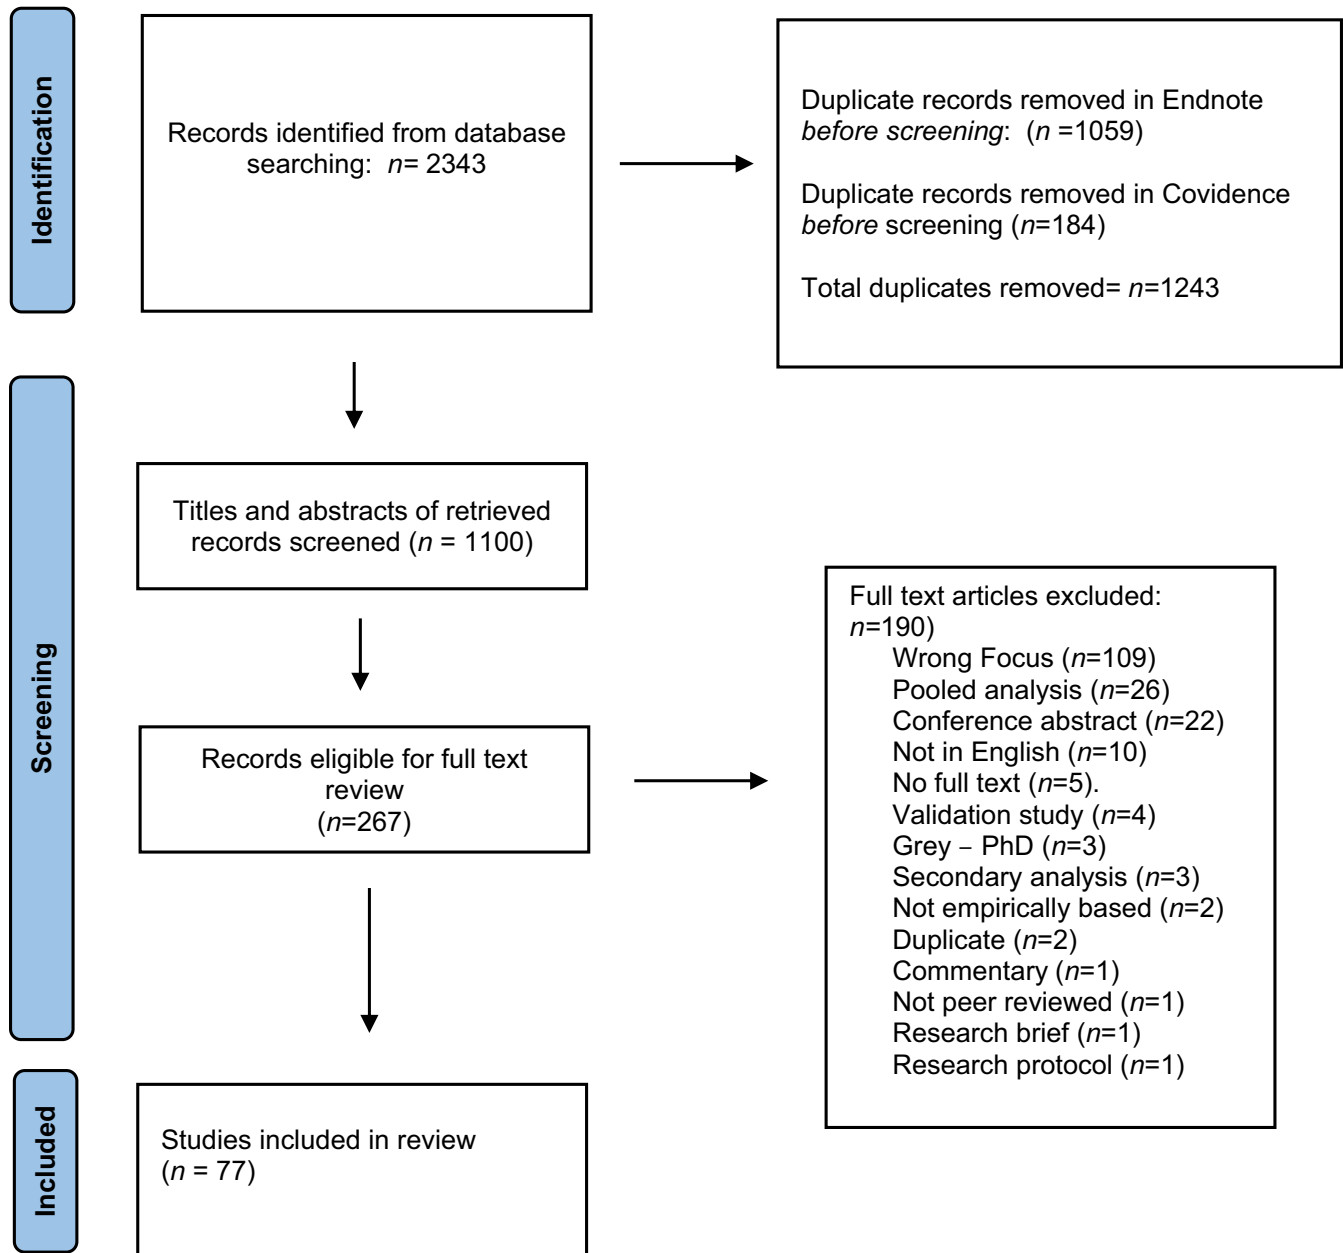 Identification
Records identified from database
searching: n= 2343
Duplicate records removed in Endnote
before screening: (n =1059)
Duplicate records removed in Covidence
before screening (n=184)
Total duplicates removed= n=1243
Screening
Titles and abstracts of retrieved
records screened (n = 1100)
Records eligible for full text
review
(n=267)
Full text articles excluded:
n=190)
Wrong Focus (n=109)
Pooled analysis (n=26)
Conference abstract (n=22)
Not in English (n=10)
No full text (n=5).
Validation study (n=4)
Grey – PhD (n=3)
Secondary analysis (n=3)
Not empirically based (n=2)
Duplicate (n=2)
Commentary (n=1)
Not peer reviewed (n=1)
Research brief (n=1)
Research protocol (n=1)
Included
Studies included in review
(n = 77)